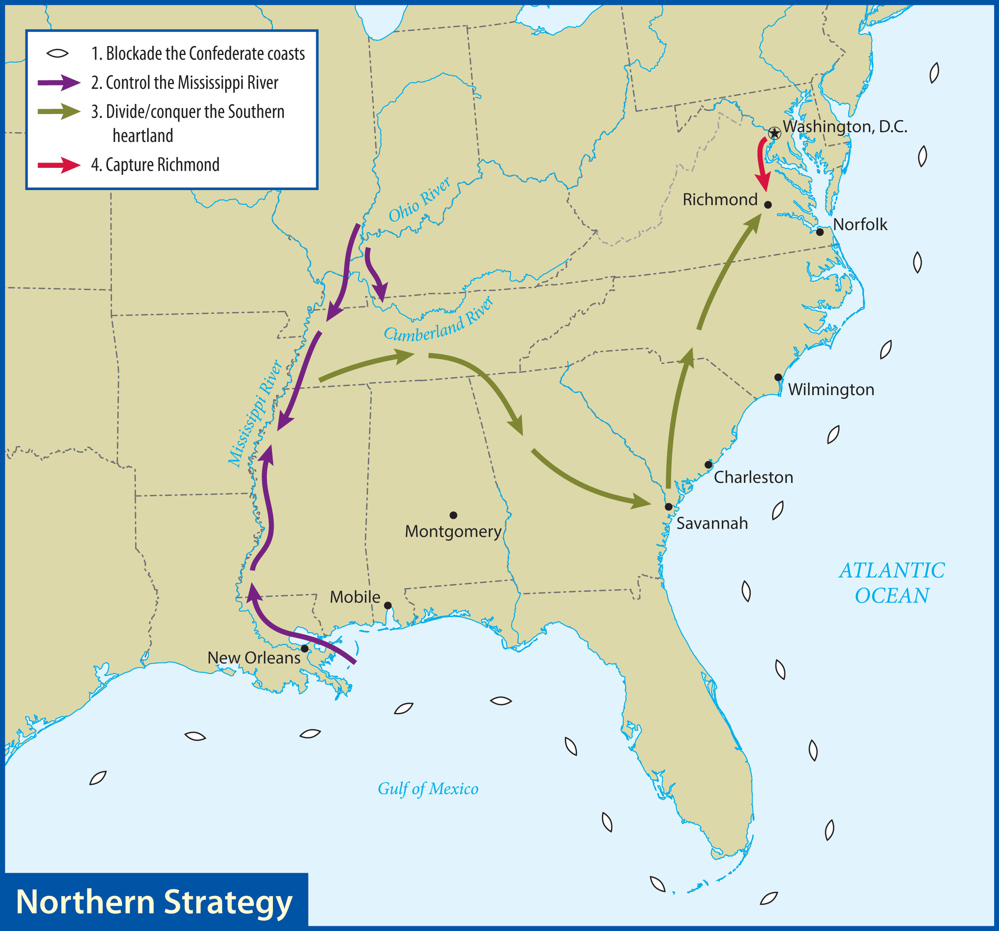 1. Blockade the Confederate coasts
2. Control the Mississippi River
3. Divide/conquer the Southern
heartland
4. Capture Richmond
Washington, D.C.
Ohio River
Richmond
Norfolk
Cumberland River
Mississippi River
Wilmington
Charleston
Savannah
Montgomery
ATLANTIC
OCEAN
Mobile
New Orleans
Gulf of Mexico
Northern Strategy